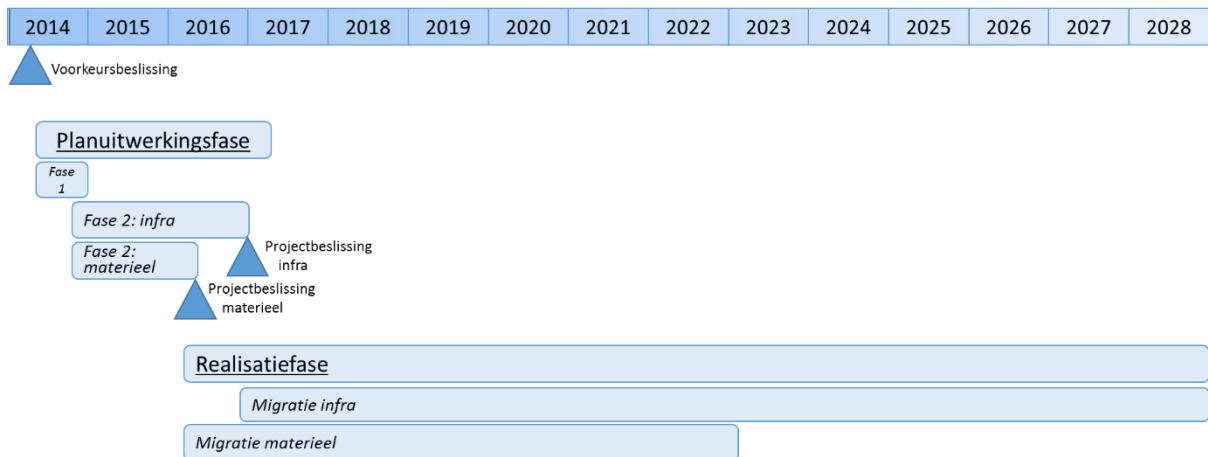 2014 2015 2016 2017 2018 2019 2020 2021 2022 2023 2024 2025 2026 2027 2028
Voorkeursbeslissing
Planuitwerkingsfase
Fase
1
Fase 2: infra
Fase 2:
materieel
Projectbeslissing
infra
Projectbeslissing
materieel
Realisatiefase
Migratie infra
Migratie materieel